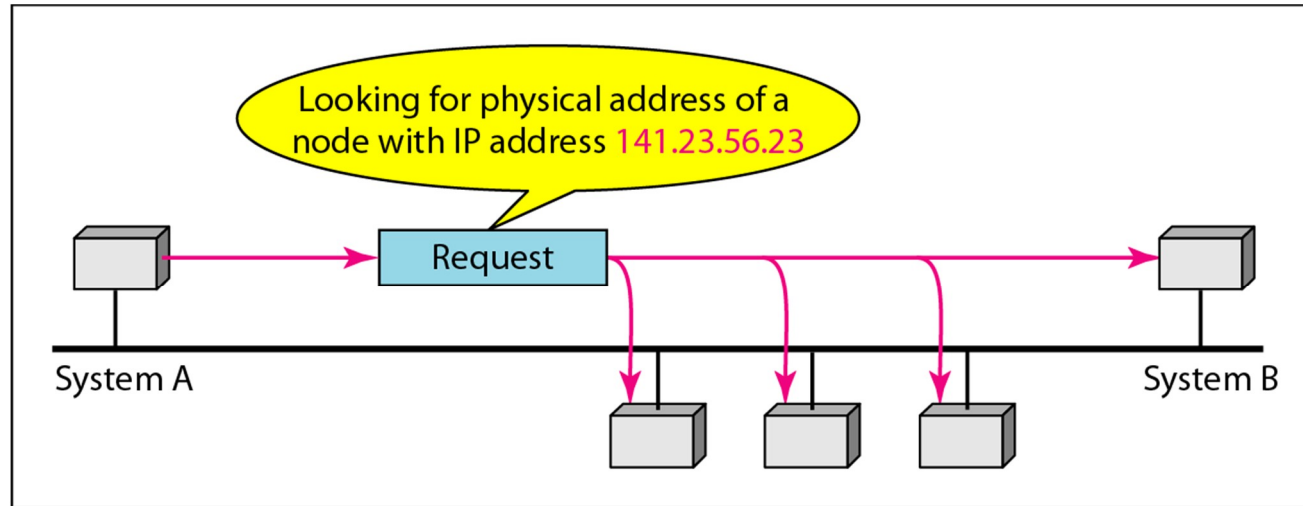 Looking for physical address of a
node with IP address 141.23.56.23
Request
System A
System B